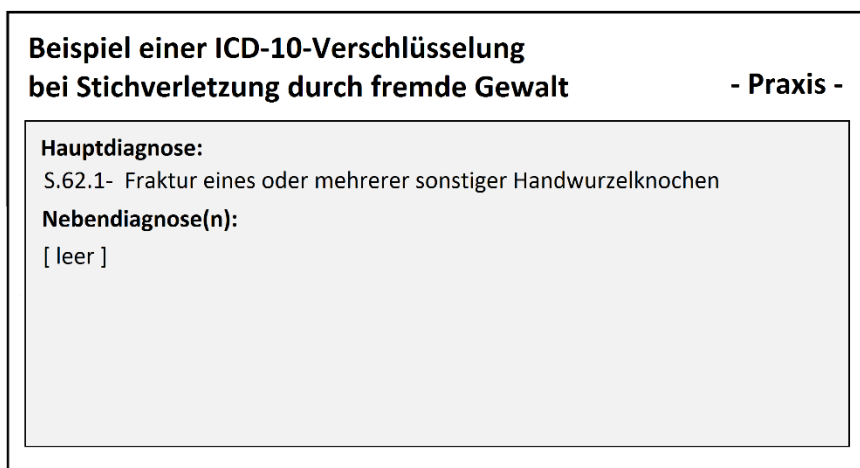 Beispiel einer ICD-10-Verschlüsselung
bei Stichverletzung durch fremde Gewalt - Praxis -
Hauptdiagnose:
S.62.1- Fraktur eines oder mehrerer sonstiger Handwurzelknochen
Nebendiagnose(n):
[ leer ]